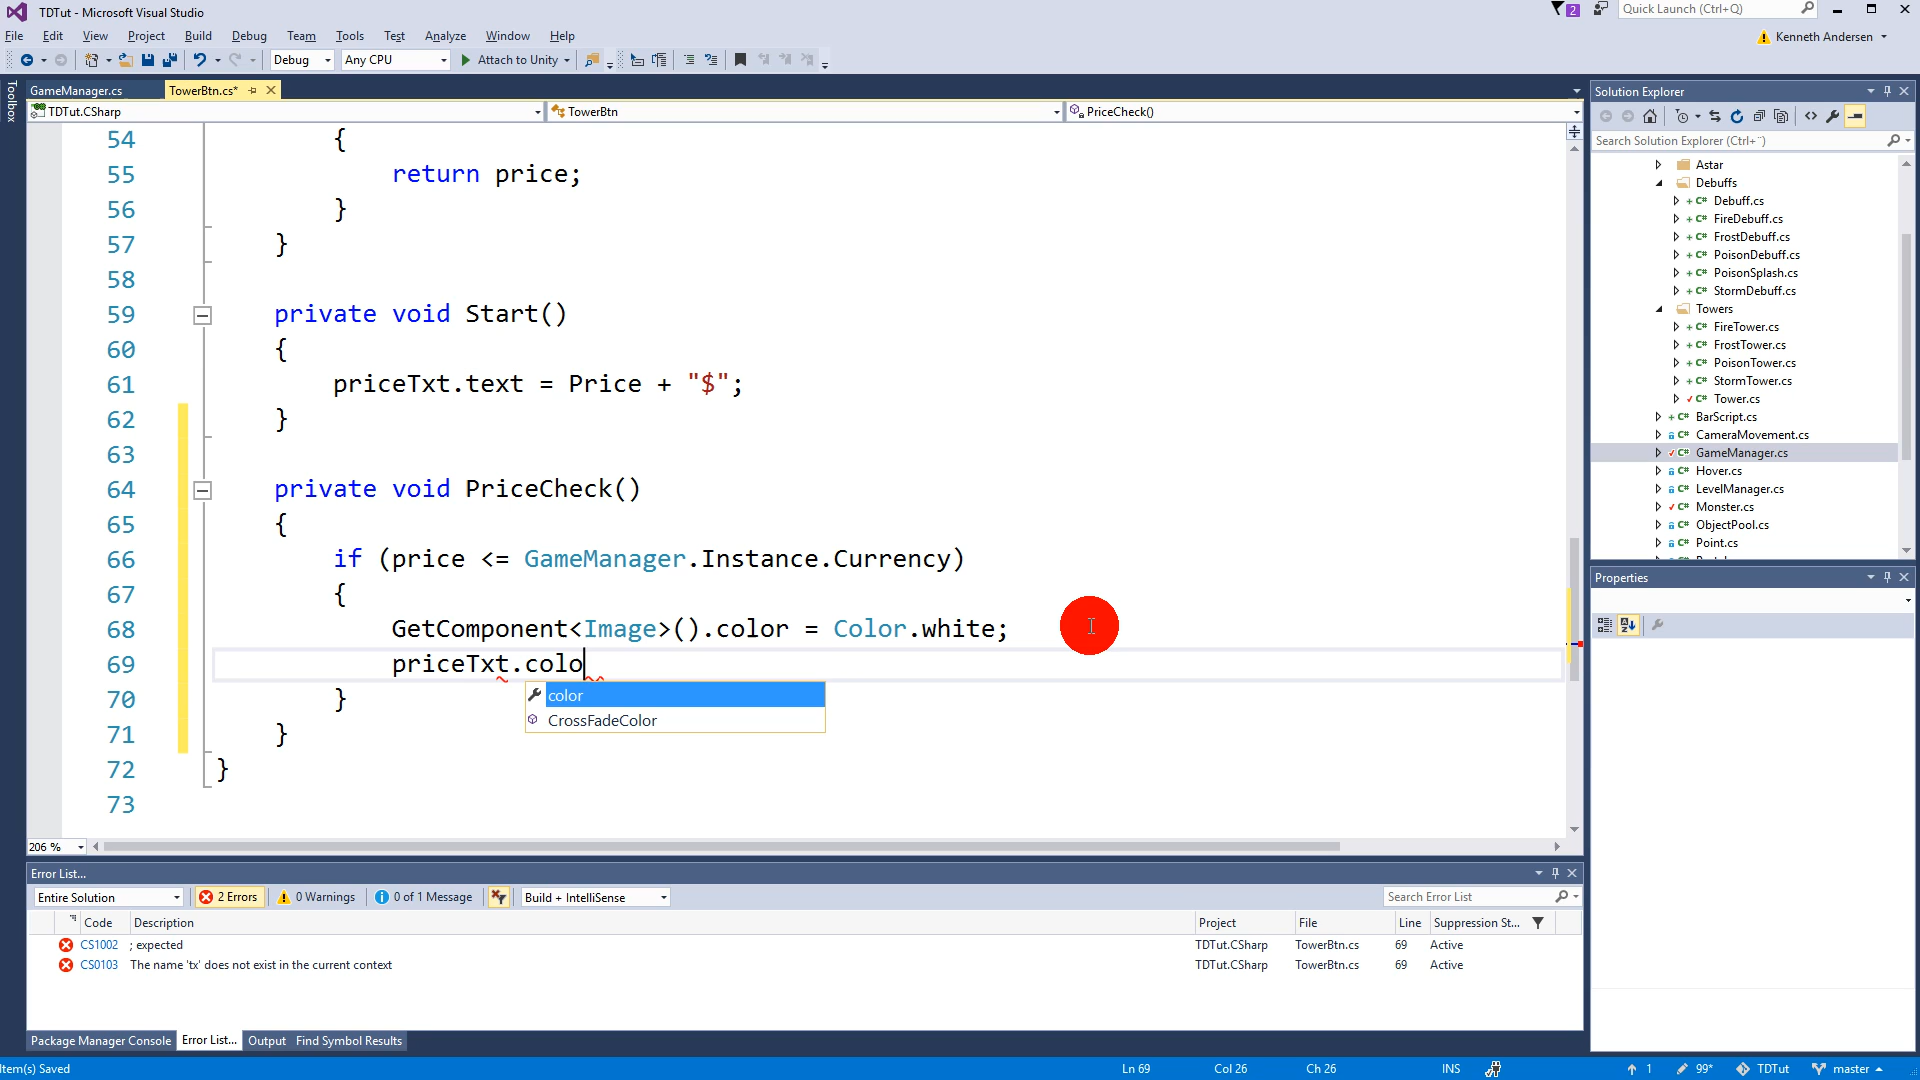 TDTut - Microsoft Visual Studio
2
Quick Launch (Ctrl+Q)
File Edit View Project Build Debug Team Tools Test Analyze Window Help
Kenneth Andersen
Debug
Any CPU
Attach to Unity
Toolbox
GameManager.cs
TowerBtn.cs*
TDTut.CSharp
TowerBtn
PriceCheck()
54 {
55 return price;
56 }
57 }
58
59 private void Start()
60 {
61 priceTxt.text = Price + "$";
62 }
63
64 private void PriceCheck()
65 {
66 if (price <= GameManager.Instance.Currency)
67 {
68 GetComponent<Image>().color = Color.white;
69 priceTxt.colo
70 }
71 }
72 }
73
color
CrossFadeColor
206 %
Solution Explorer
Search Solution Explorer (Ctrl+¨)
Astar
Debuffs
C# Debuff.cs
C# FireDebuff.cs
C# FrostDebuff.cs
C# PoisonDebuff.cs
C# PoisonSplash.cs
C# StormDebuff.cs
Towers
C# FireTower.cs
C# FrostTower.cs
C# PoisonTower.cs
C# StormTower.cs
C# Tower.cs
C# BarScript.cs
C# CameraMovement.cs
C# GameManager.cs
C# Hover.cs
C# LevelManager.cs
C# Monster.cs
C# ObjectPool.cs
C# Point.cs
Properties
Error List...
Entire Solution
2 Errors
0 Warnings
0 of 1 Message
Build + IntelliSense
Search Error List
Code Description Project File Line Suppression St...
CS1002 ; expected TDTut.CSharp TowerBtn.cs 69 Active
CS0103 The name 'tx' does not exist in the current context TDTut.CSharp TowerBtn.cs 69 Active
Package Manager Console Error List... Output Find Symbol Results
Item(s) Saved
Ln 69 Col 26 Ch 26 INS
1 99* TDTut master